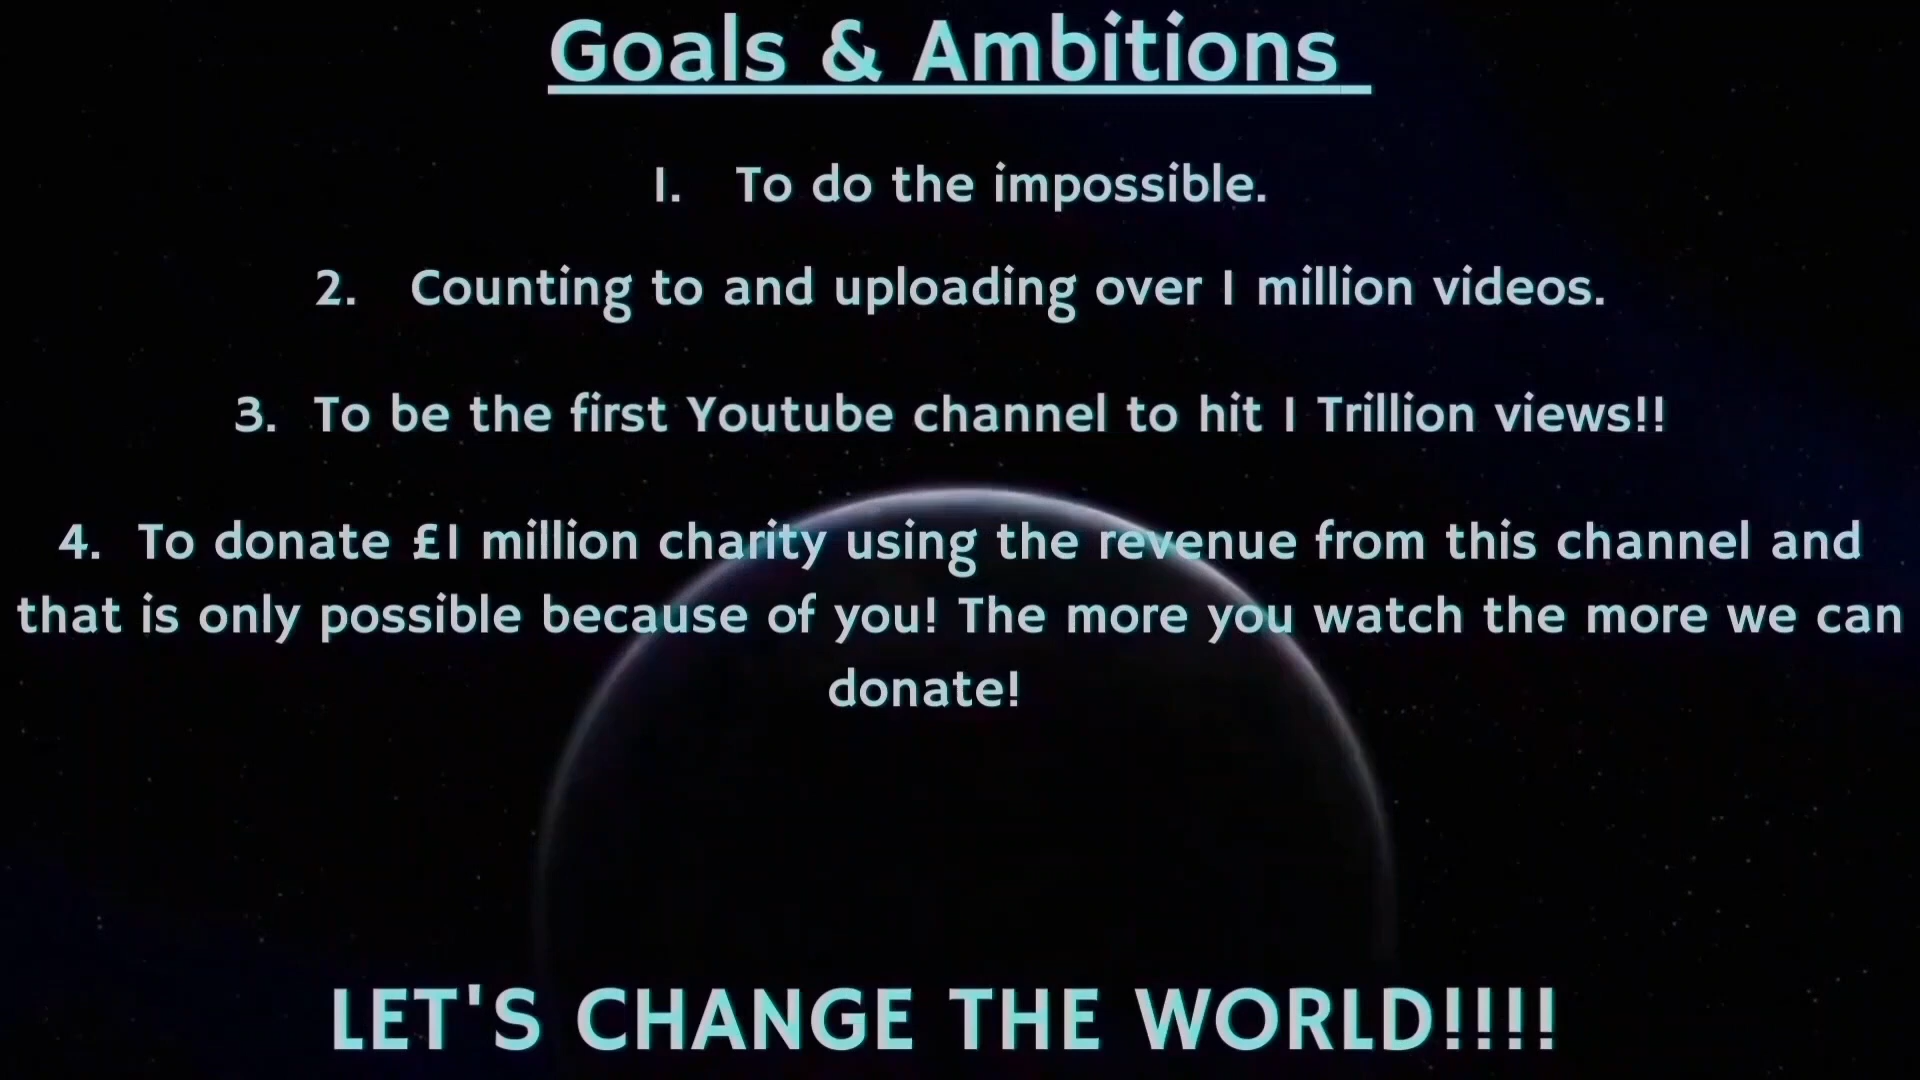 Goals & Ambitions
1. To do the impossible.
2. Counting to and uploading over 1 million videos.
3. To be the first Youtube channel to hit 1 Trillion views!!
4. To donate £1 million charity using the revenue from this channel and
that is only possible because of you! The more you watch the more we can
donate!
LET'S CHANGE THE WORLD!!!!